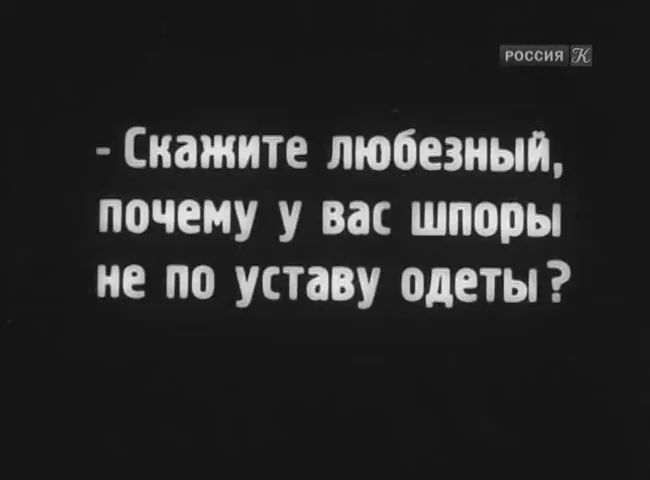 РОССИЯ К
- Скажите любезный,
почему у вас шпоры
не по уставу одеты?